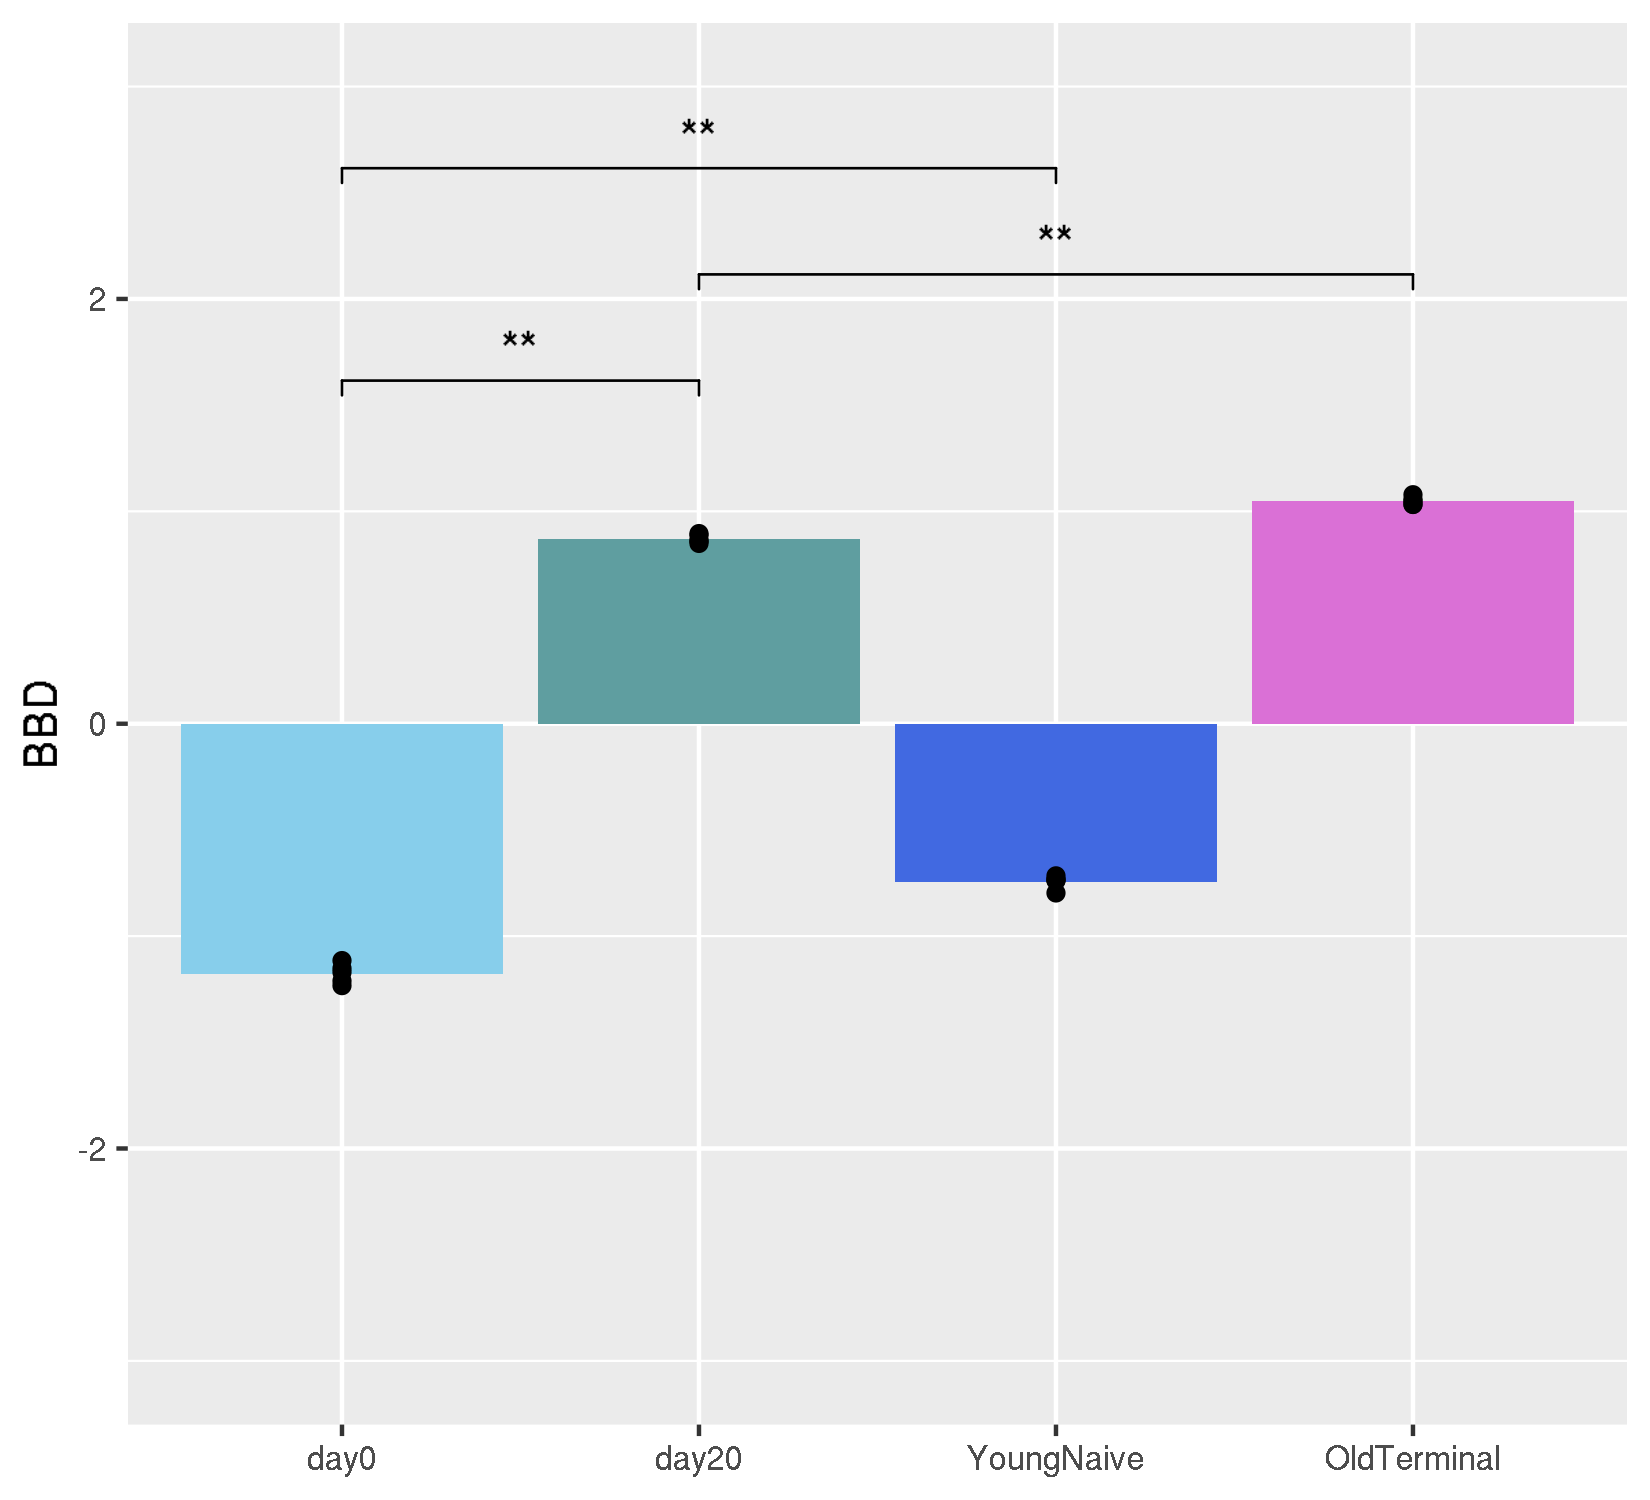 **
**
2
**
BBD
0
-2
day0
day20
YoungNaive
OldTerminal